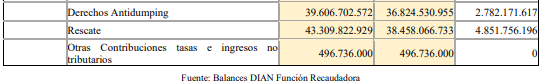 Derechos Antidumping 39.606.702.572 36.824.530.955 2.782.171.617
Rescate 43.309.822.929 38.458.066.733 4.851.756.196
Otras Contribuciones tasas e ingresos no
tributarios 496.736.000 496.736.000 0
Fuente: Balances DIAN Función Recaudadora